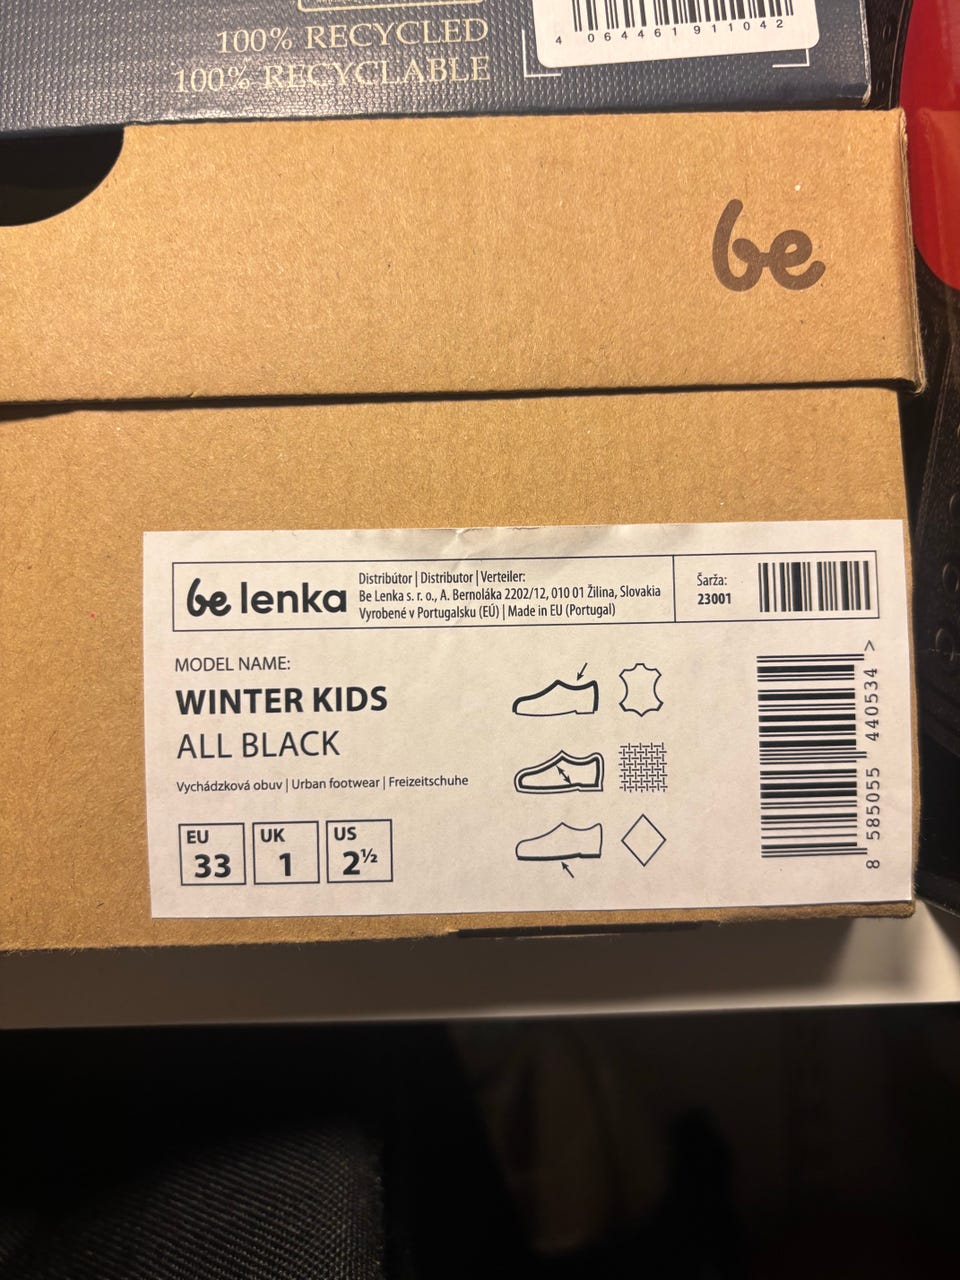 100% RECYCLED
100% RECYCLABLE
4 064461 911042
be
be lenka
Distribútor | Distributor | Verteiler:
Be Lenka s. r. o., A. Bernoláka 2202/12, 010 01 Žilina, Slovakia
Vyrobené v Portugalsku (EÚ) | Made in EU (Portugal)
Šarža:
23001
MODEL NAME:
WINTER KIDS
ALL BLACK
Vychádzková obuv | Urban footwear | Freizeitschuhe
EU
33
UK
1
US
2½
8 585055 440534 >